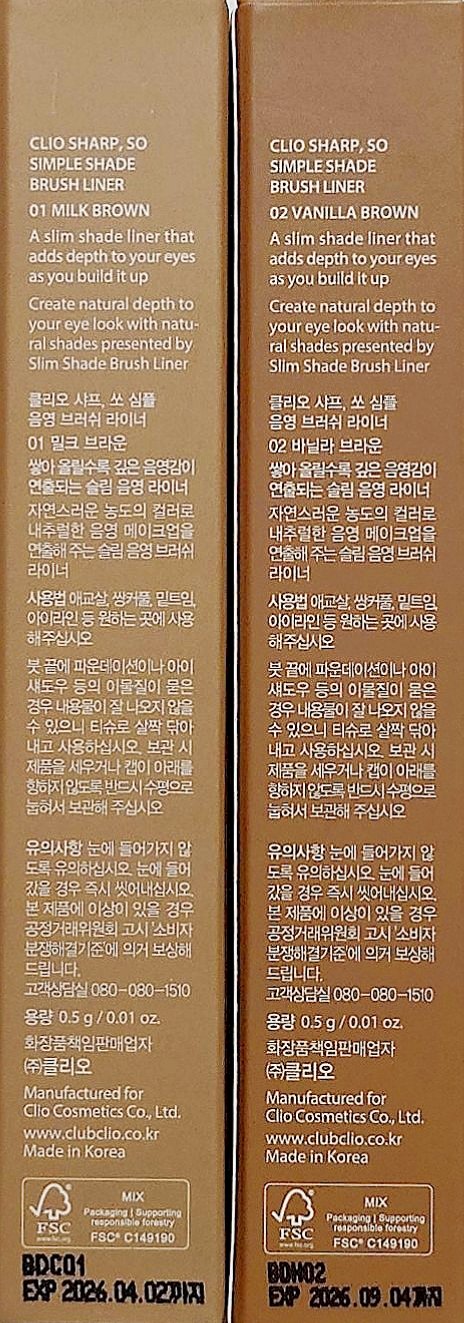 CLIO SHARP, SO
SIMPLE SHADE
BRUSH LINER
01 MILK BROWN
A slim shade liner that
adds depth to your eyes
as you build it up
Create natural depth to
your eye look with natu-
ral shades presented by
Slim Shade Brush Liner
클리오 샤프, 쏘 심플
음영 브러쉬 라이너
01 밀크 브라운
쌓아 올릴수록 깊은 음영감이
연출되는 슬림 음영 라이너
자연스러운 농도의 컬러로
내추럴한 음영 메이크업을
연출해 주는 슬림 음영 브러쉬
라이너
사용법 애교살, 쌍커풀, 밑트임,
아이라인 등 원하는 곳에 사용
해주십시오
붓 끝에 파운데이션이나 아이
섀도우 등의 이물질이 묻은
경우 내용물이 잘 나오지 않을
수 있으니 티슈로 살짝 닦아
내고 사용하십시오. 보관 시
제품을 세우거나 캡이 아래를
향하지 않도록 반드시 수평으로
눕혀서 보관해 주십시오
유의사항 눈에 들어가지 않
도록 유의하십시오. 눈에 들어
갔을 경우 즉시 씻어내십시오.
본 제품에 이상이 있을 경우
공정거래위원회 고시 '소비자
분쟁해결기준'에 의거 보상해
드립니다.
고객상담실 080-080-1510
용량 0.5 g / 0.01 oz.
화장품책임판매업자
㈜클리오
Manufactured for
Clio Cosmetics Co., Ltd.
www.clubclio.co.kr
Made in Korea
FSC
www.fsc.org
MIX
Packaging | Supporting
responsible forestry
FSC® C149190
BDC01
EXP 2026.04.02까지
CLIO SHARP, SO
SIMPLE SHADE
BRUSH LINER
02 VANILLA BROWN
A slim shade liner that
adds depth to your eyes
as you build it up
Create natural depth to
your eye look with natu-
ral shades presented by
Slim Shade Brush Liner
클리오 샤프, 쏘 심플
음영 브러쉬 라이너
02 바닐라 브라운
쌓아 올릴수록 깊은 음영감이
연출되는 슬림 음영 라이너
자연스러운 농도의 컬러로
내추럴한 음영 메이크업을
연출해 주는 슬림 음영 브러쉬
라이너
사용법 애교살, 쌍커풀, 밑트임,
아이라인 등 원하는 곳에 사용
해주십시오
붓 끝에 파운데이션이나 아이
섀도우 등의 이물질이 묻은
경우 내용물이 잘 나오지 않을
수 있으니 티슈로 살짝 닦아
내고 사용하십시오. 보관 시
제품을 세우거나 캡이 아래를
향하지 않도록 반드시 수평으로
눕혀서 보관해 주십시오
유의사항 눈에 들어가지 않
도록 유의하십시오. 눈에 들어
갔을 경우 즉시 씻어내십시오.
본 제품에 이상이 있을 경우
공정거래위원회 고시 '소비자
분쟁해결기준'에 의거 보상해
드립니다.
고객상담실 080-080-1510
용량 0.5 g / 0.01 oz.
화장품책임판매업자
㈜클리오
Manufactured for
Clio Cosmetics Co., Ltd.
www.clubclio.co.kr
Made in Korea
FSC
www.fsc.org
MIX
Packaging | Supporting
responsible forestry
FSC® C149190
BDH02
EXP 2026.09.04까지